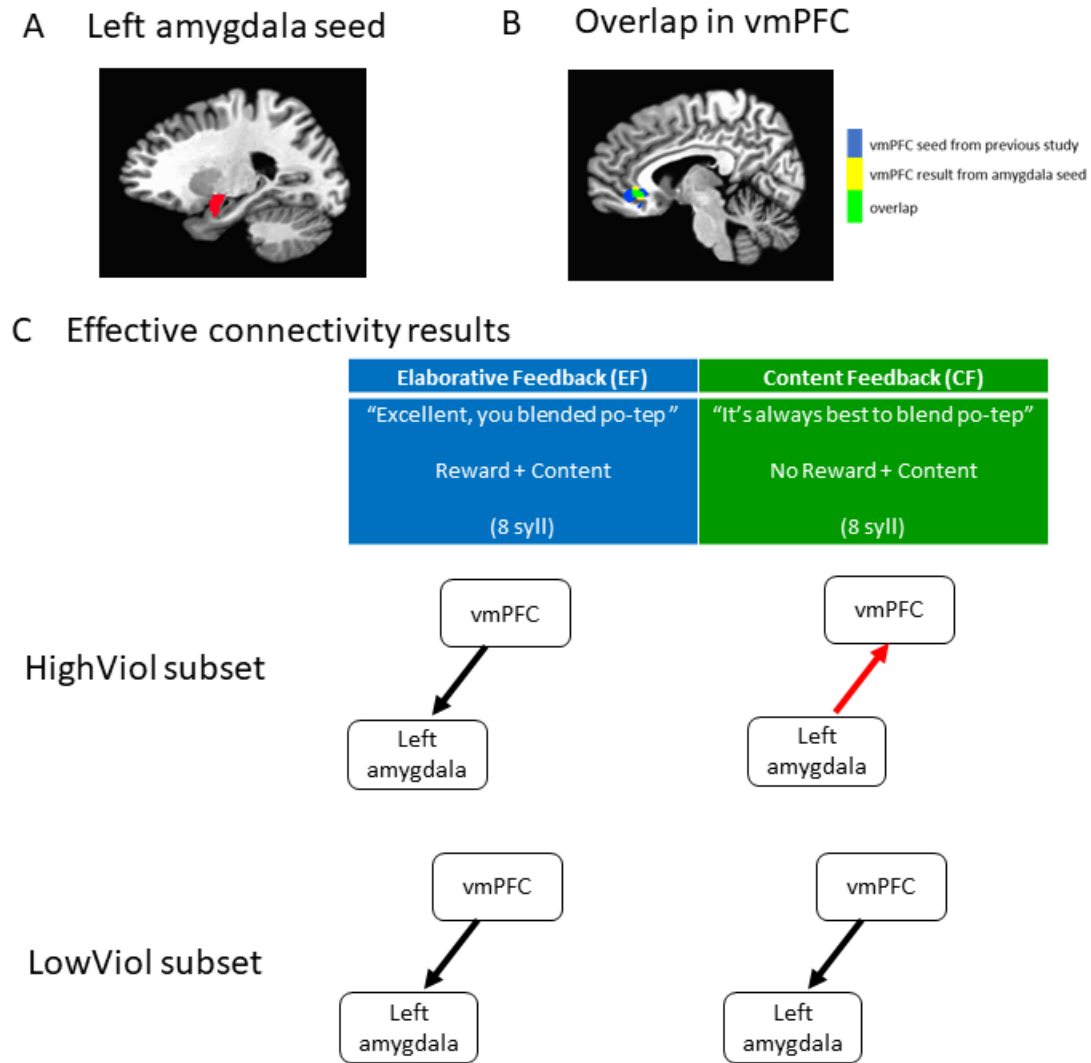 A Left amygdala seed
B Overlap in vmPFC
vmPFC seed from previous study
vmPFC result from amygdala seed
overlap
C Effective connectivity results
Elaborative Feedback (EF)
Content Feedback (CF)
“Excellent, you blended po-tep”
“It’s always best to blend po-tep”
Reward + Content
No Reward + Content
(8 syll)
(8 syll)
HighViol subset
vmPFC
Left
amygdala
vmPFC
Left
amygdala
LowViol subset
vmPFC
Left
amygdala
vmPFC
Left
amygdala